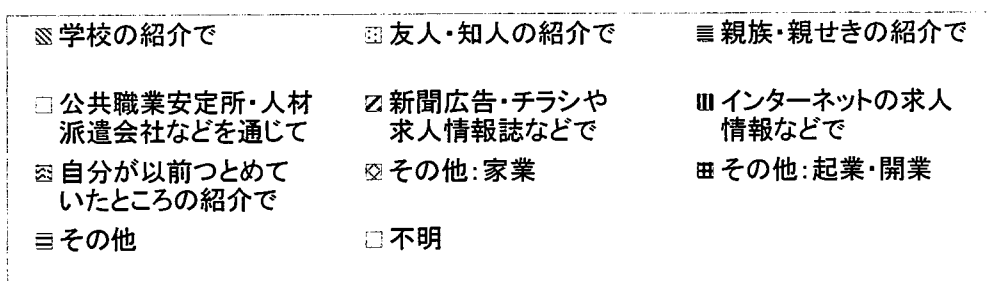 学校の紹介で
友人・知人の紹介で
親族・親せきの紹介で
公共職業安定所・人材
派遣会社などを通じて
新聞広告・チラシや
求人情報誌などで
インターネットの求人
情報などで
自分が以前つとめて
いたところの紹介で
その他：家業
その他：起業・開業
その他
不明